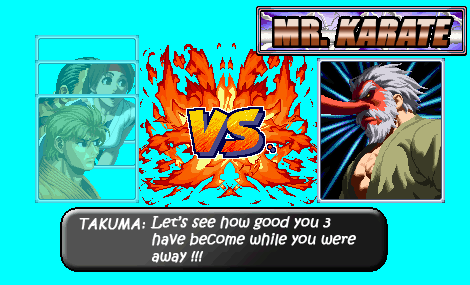 MR. KARATE
VS
TAKUMA: Let's see how good you 3
have become while you were
away !!!